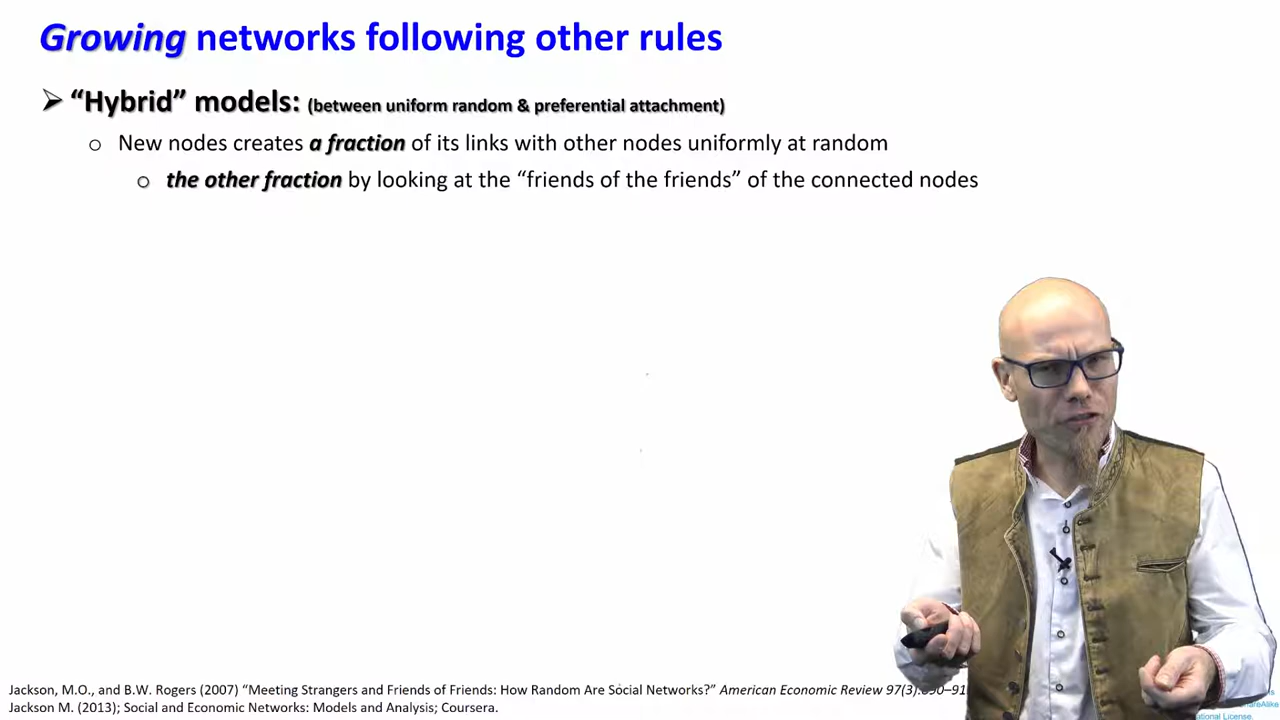 Growing networks following other rules
➢ “Hybrid” models: (between uniform random & preferential attachment)
o New nodes creates a fraction of its links with other nodes uniformly at random
o the other fraction by looking at the “friends of the friends” of the connected nodes
Jackson, M.O., and B.W. Rogers (2007) “Meeting Strangers and Friends of Friends: How Random Are Social Networks?” American Economic Review 97(3):
Jackson M. (2013); Social and Economic Networks: Models and Analysis; Coursera.
License.